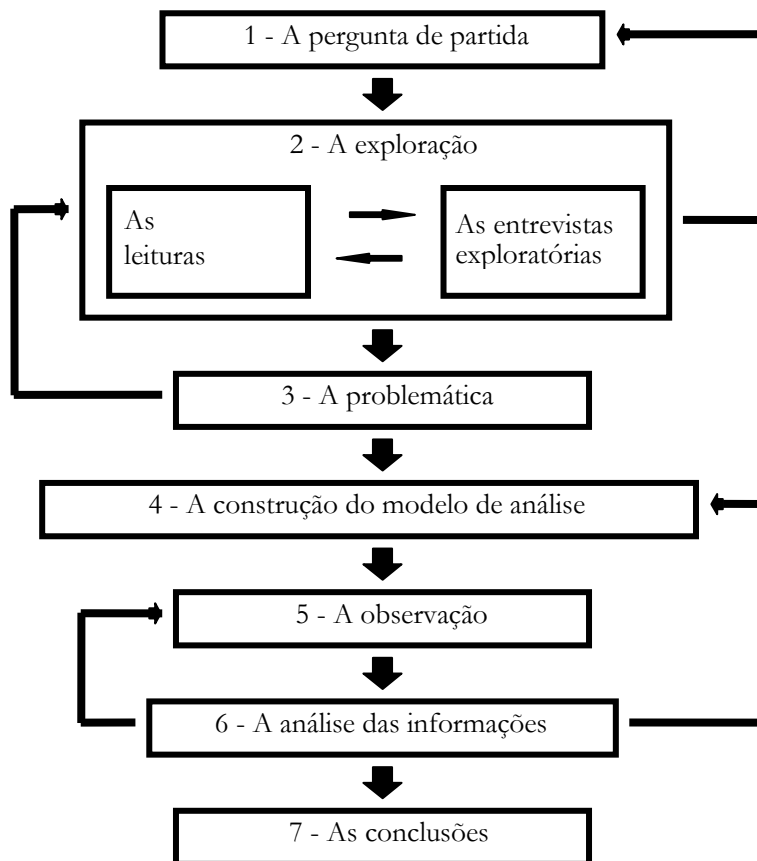 1 - A pergunta de partida
2 - A exploração
As
leituras
As entrevistas
exploratórias
3 - A problemática
4 - A construção do modelo de análise
5 - A observação
6 - A análise das informações
7 - As conclusões